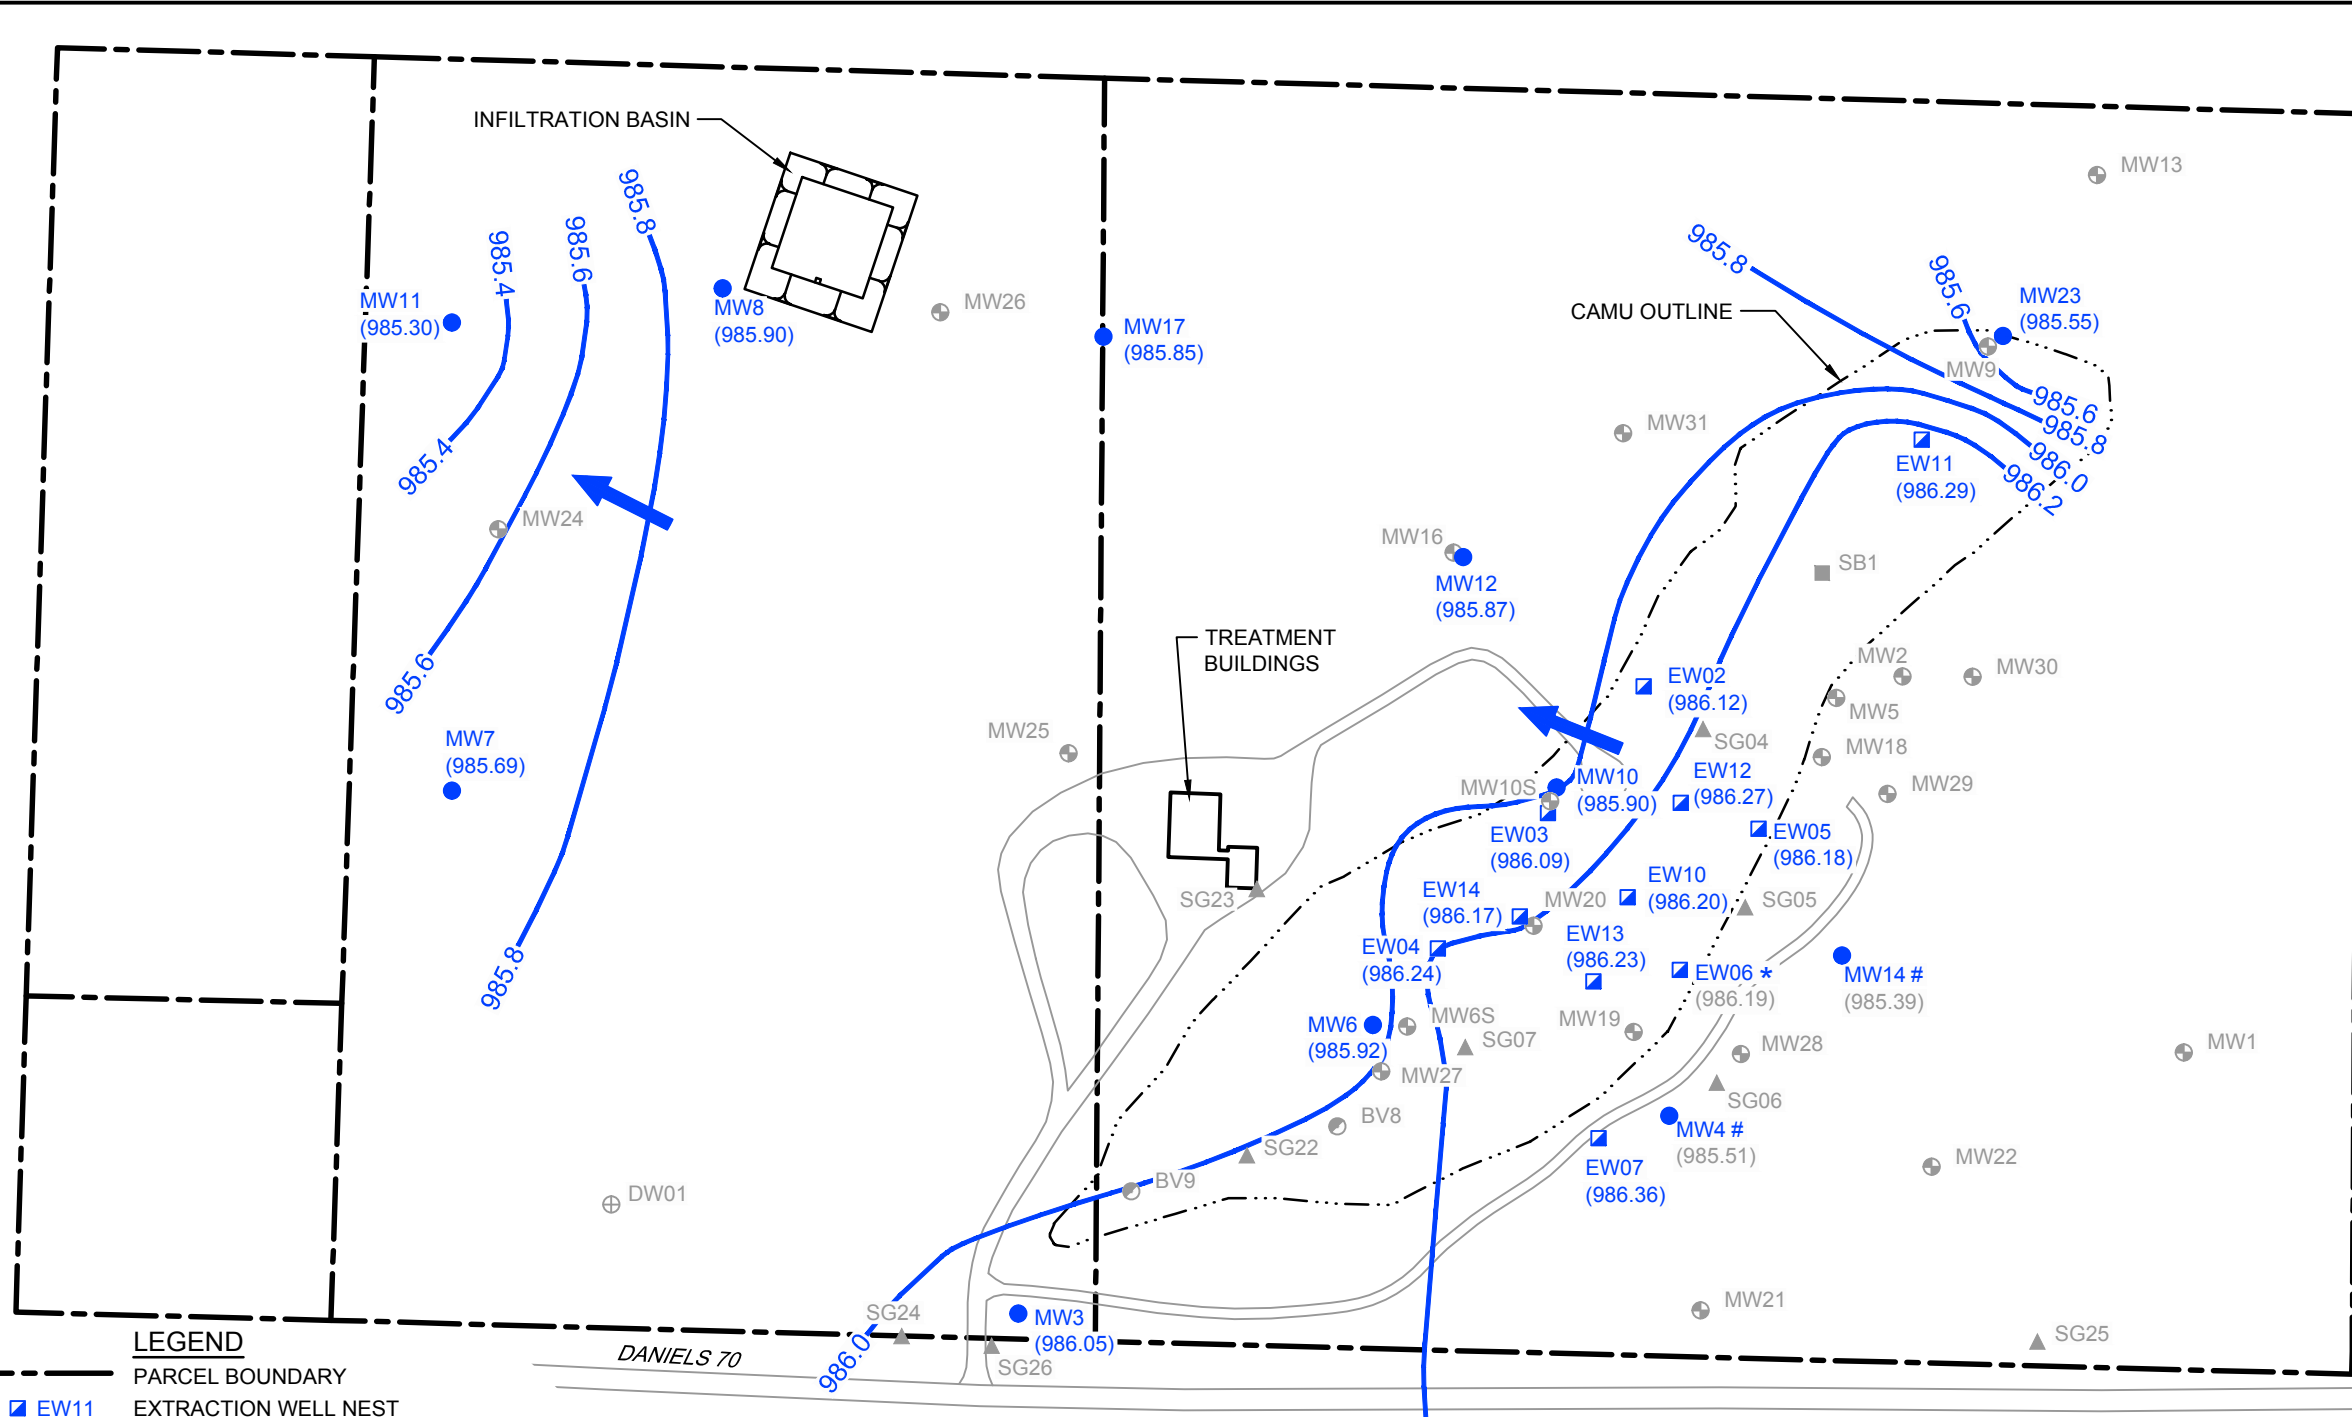 INFILTRATION BASIN
985.8
985.6
985.4
MW11
(985.30)
MW8
(985.90)
MW26
MW17
(985.85)
MW13
985.8
985.6
MW23
(985.55)
CAMU OUTLINE
MW9
985.6
985.8
986.0
986.2
MW31
EW11
(986.29)
985.4
MW24
MW16
MW12
(985.87)
SB1
985.6
TREATMENT
BUILDINGS
EW02
(986.12)
MW2
MW30
MW5
SG04
MW18
MW7
(985.69)
MW25
MW10S
MW10
(985.90)
EW12
(986.27)
MW29
EW03
(986.09)
EW05
(986.18)
SG23
EW14
(986.17)
MW20
EW10
(986.20)
SG05
985.8
EW04
(986.24)
EW13
(986.23)
EW06 *
(986.19)
MW14 #
(985.39)
MW6
(985.92)
MW6S
SG07
MW19
MW28
MW1
MW27
SG06
BV8
MW4 #
(985.51)
SG22
EW07
(986.36)
MW22
BV9
DW01
SG24
MW3
(986.05)
MW21
SG25
986.0
SG26
DANIELS 70
LEGEND
PARCEL BOUNDARY
EW11 EXTRACTION WELL NEST